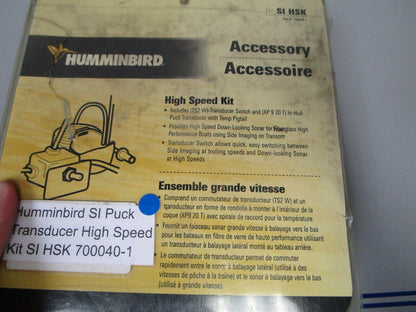 SI HSK
HUMMINBIRD
Accessory
Accessoire
High Speed Kit
• Includes (TS2 W) Transducer Switch and (XP 9 20 T) In Hull
Puck Transducer with Temp Pigtail
• Provides High Speed Down-Looking Sonar for Fiberglass High
Performance Boats using Side Imaging on Transom
• Transducer Switch allows quick, easy switching between
Side Imaging at trolling speeds and Down-Looking Sonar
at High Speeds
Ensemble grande vitesse
• Comprend un commutateur de transducteur (TS2 W) et un
transducteur en forme de rondelle à monter à l'intérieur de la
coque (XP9 20 T) avec spirale de raccord pour la température.
• Fournit un faisceau sonar grande vitesse à balayage vers le bas
pour les bateaux en fibre de verre de haute performance utilisant
un transducteur à balayage latéral monté au tableau arrière.
• Le commutateur de transducteur permet de commuter
rapidement entre le sonar à balayage latéral (utilisé à des
vitesses de pêche à la traîne) et le sonar à balayage vers le bas
(utilisé à grandes vitesses).
Humminbird SI Puck
Transducer High Speed
Kit SI HSK 700040-1